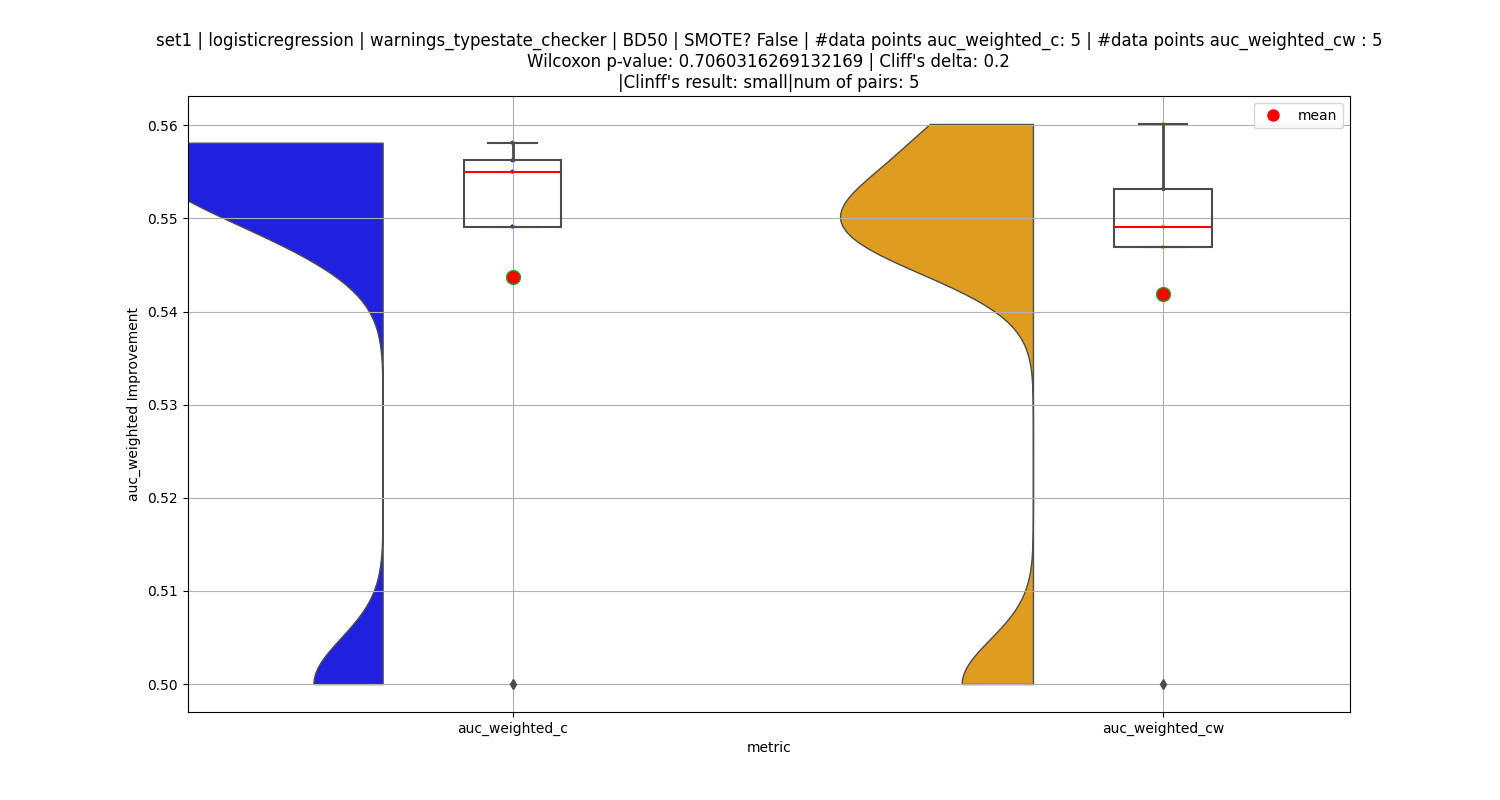 set1 | logisticregression | warnings_typestate_checker | BD50 | SMOTE? False | #data points auc_weighted_c: 5 | #data points auc_weighted_cw : 5
Wilcoxon p-value: 0.7060316269132169 | Cliff's delta: 0.2
|Clinff's result: small|num of pairs: 5
mean
0.56
0.55
0.54
0.53
0.52
0.51
0.50
auc_weighted Improvement
auc_weighted_c
auc_weighted_cw
metric